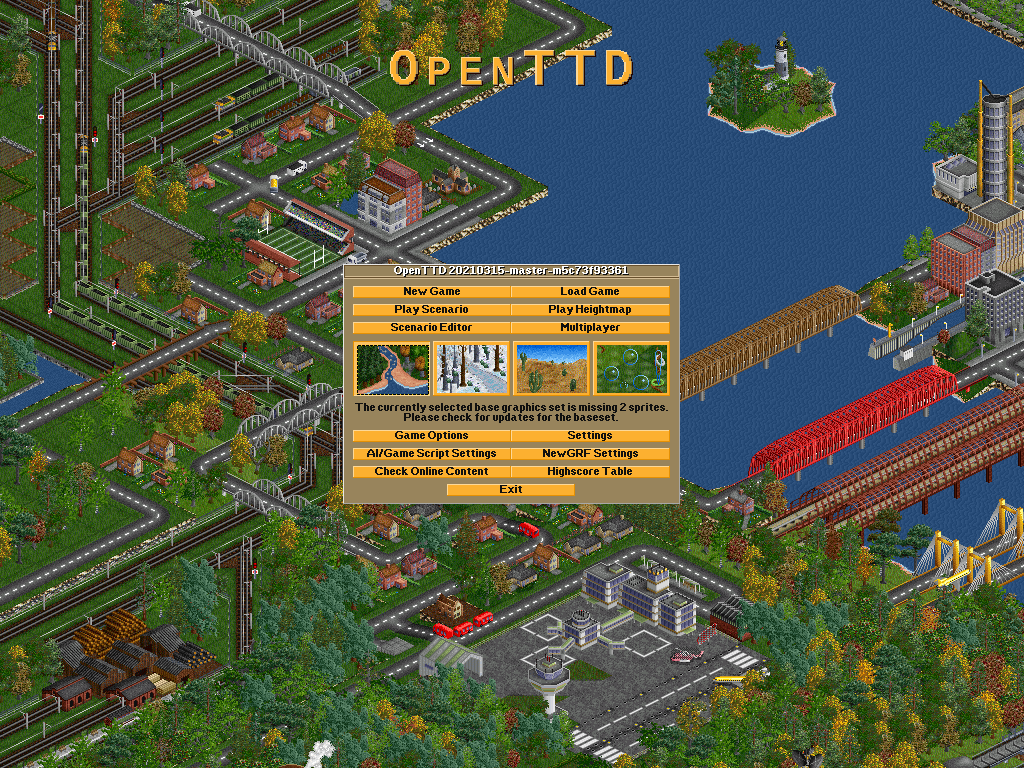 OpenTTD
OpenTTD 20210315-master-m5c73f93361
New Game
Load Game
Play Scenario
Play Heightmap
Scenario Editor
Multiplayer
The currently selected base graphics set is missing 2 sprites.
Please check for updates for the baseset.
Game Options
Settings
AI/Game Script Settings
NewGRF Settings
Check Online Content
Highscore Table
Exit